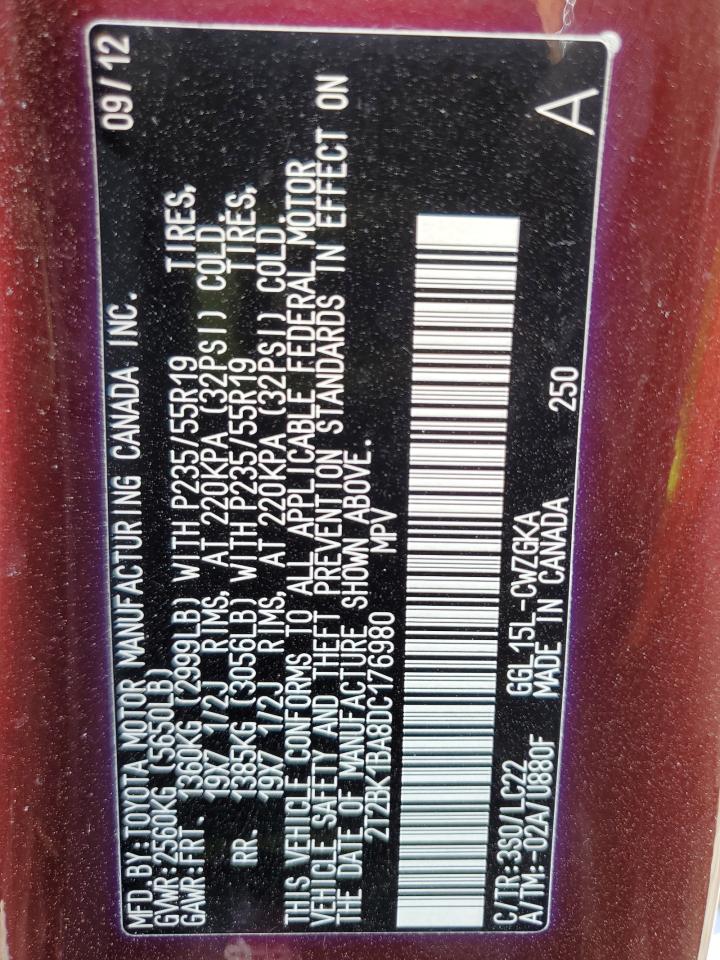 MFD. BY: TOYOTA MOTOR MANUFACTURING CANADA INC. 09/12
GVWR: 2560KG (5650LB)
GAWR: FRT. 1360KG (2999LB) WITH P235/55R19 TIRES,
19X7 1/2J RIMS, AT 220KPA (32PSI) COLD
RR. 1385KG (3056LB) WITH P235/55R19 TIRES,
19X7 1/2J RIMS, AT 220KPA (32PSI) COLD
THIS VEHICLE CONFORMS TO ALL APPLICABLE FEDERAL MOTOR
VEHICLE SAFETY AND THEFT PREVENTION STANDARDS IN EFFECT ON
THE DATE OF MANUFACTURE SHOWN ABOVE.
2T2BK1BA8DC176980 MPV
A
C/TR: 3S0/LC22 GGL15L-CWZGKA
A/TM: -02A/U880F MADE IN CANADA 250